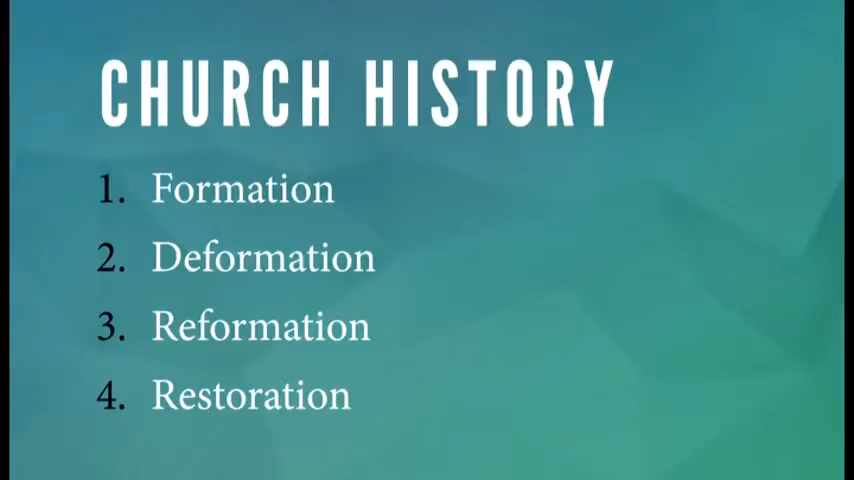 CHURCH HISTORY
1. Formation
2. Deformation
3. Reformation
4. Restoration